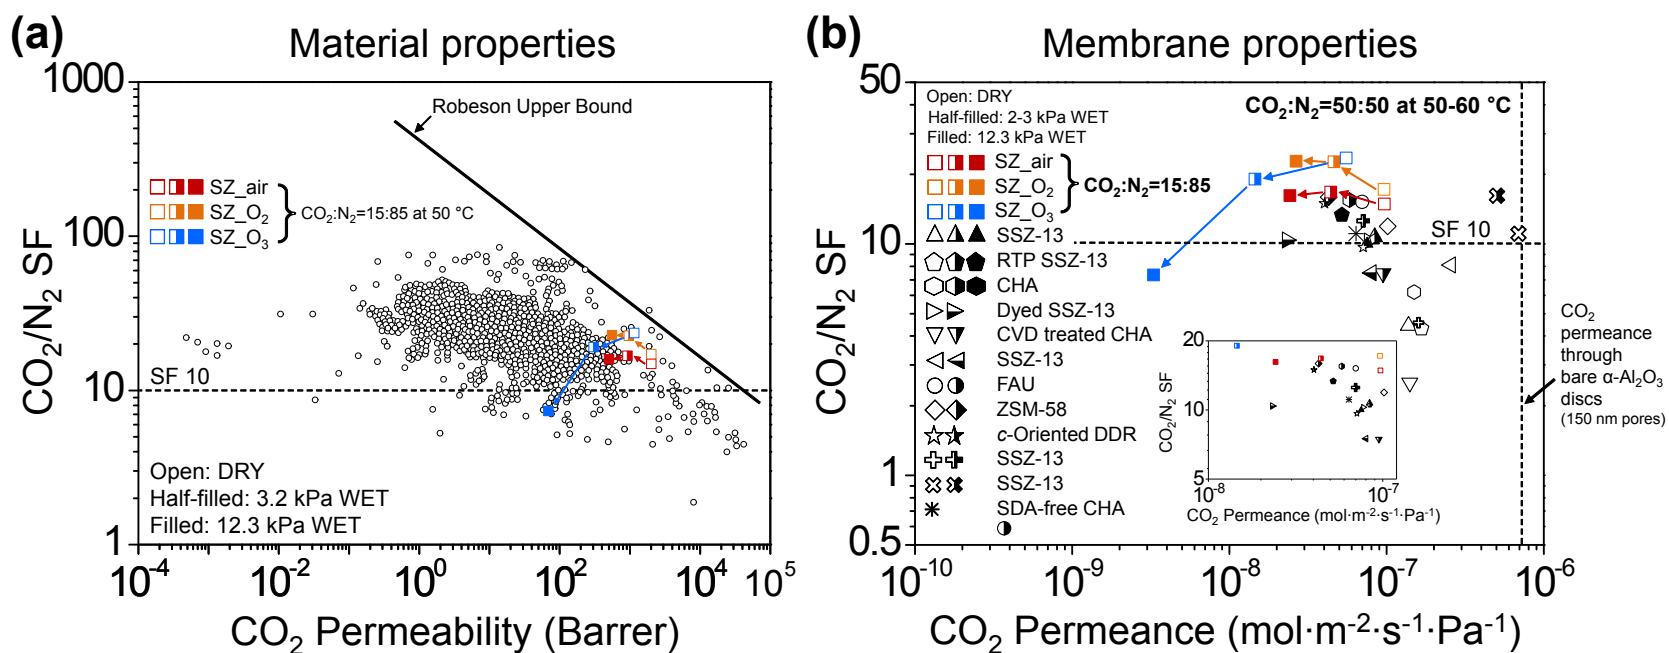 (a)
Material properties
1000
100
10
1
CO₂/N₂ SF
Robeson Upper Bound
SZ_air
SZ_O₂
SZ_O₃
CO₂:N₂=15:85 at 50 °C
SF 10
Open: DRY
Half-filled: 3.2 kPa WET
Filled: 12.3 kPa WET
10⁻⁴
10⁻²
10⁰
10²
10⁴
10⁵
CO₂ Permeability (Barrer)
(b)
Membrane properties
50
10
1
0.5
CO₂/N₂ SF
Open: DRY
Half-filled: 2-3 kPa WET
Filled: 12.3 kPa WET
CO₂:N₂=50:50 at 50-60 °C
SZ_air
SZ_O₂
SZ_O₃
CO₂:N₂=15:85
SSZ-13
RTP SSZ-13
CHA
Dyed SSZ-13
CVD treated CHA
SSZ-13
FAU
ZSM-58
c-Oriented DDR
SSZ-13
SSZ-13
SDA-free CHA
SF 10
CO₂
permeance
through
bare α-Al₂O₃
discs
(150 nm pores)
20
10
5
CO₂/N₂ SF
10⁻⁸
10⁻⁷
CO₂ Permeance (mol·m⁻²·s⁻¹·Pa⁻¹)
10⁻¹⁰
10⁻⁹
10⁻⁸
10⁻⁷
10⁻⁶
CO₂ Permeance (mol·m⁻²·s⁻¹·Pa⁻¹)